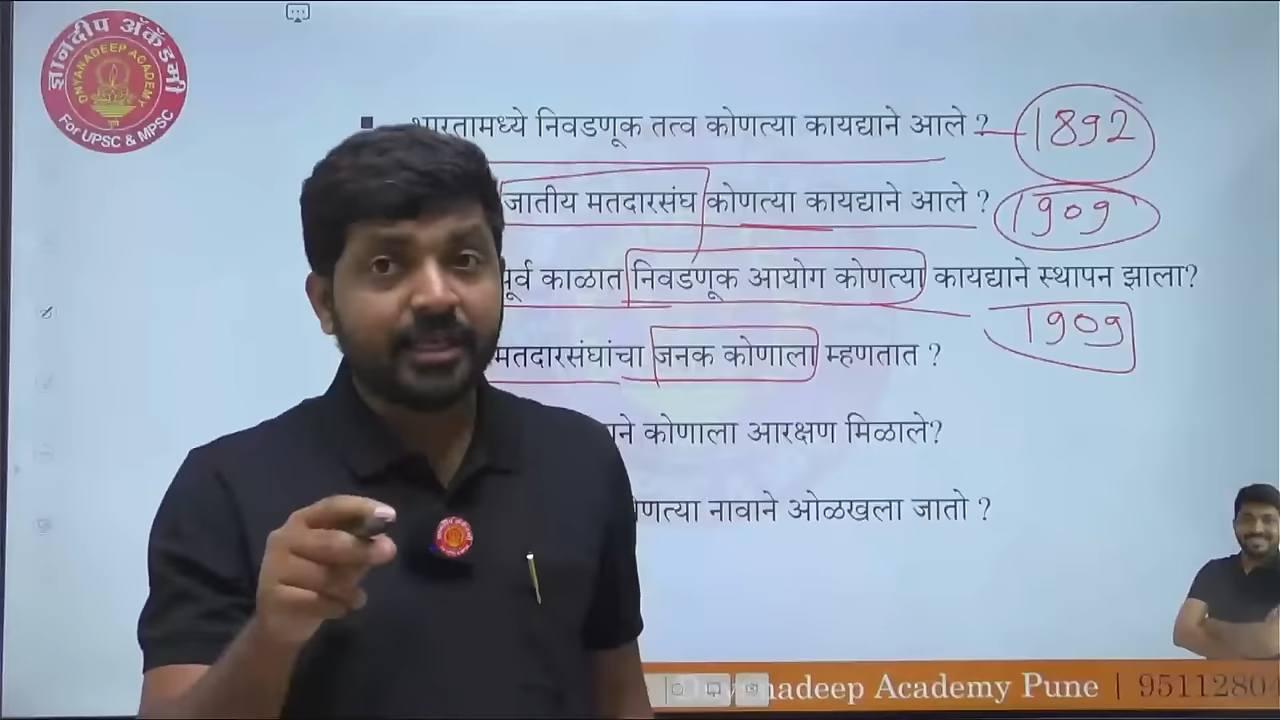 ज्ञानदीप ॲकॅडमी
DNYANADEEP ACADEMY
For UPSC & MPSC
भारतामध्ये निवडणूक तत्व कोणत्या कायद्याने आले ? 1892
जातीय मतदारसंघ कोणत्या कायद्याने आले ? 1909
पूर्व काळात निवडणूक आयोग कोणत्या कायद्याने स्थापन झाला?
1909
मतदारसंघांचा जनक कोणाला म्हणतात ?
ने कोणाला आरक्षण मिळाले?
णत्या नावाने ओळखला जातो ?
nadeep Academy Pune | 9511280